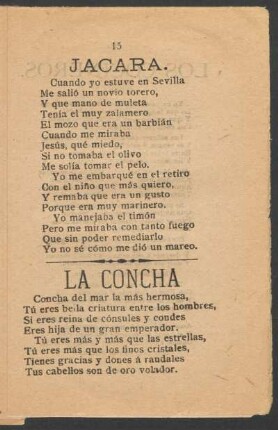 15
JACARA.
Cuando yo estuve en Sevilla
Me salió un novio torero,
Y que mano de muleta
Tenía el muy zalamero
El mozo que era un barbián
Cuando me miraba
Jesús, qué miedo,
Si no tomaba el olivo
Me solía tomar el pelo.
Yo me embarqué en el retiro
Con el niño que más quiero,
Y remaba que era un gusto
Porque era muy marinero.
Yo manejaba el timón
Pero me miraba con tanto fuego
Que sin poder remediarlo
Yo no sé cómo me dió un mareo.
LA CONCHA
Concha del mar la más hermosa,
Tú eres bella criatura entre los hombres,
Si eres reina de cónsules y condes
Eres hija de un gran emperador.
Tú eres más y más que las estrellas,
Tú eres más que los finos cristales,
Tienes gracias y dones á raudales
Tus cabellos son de oro volador.